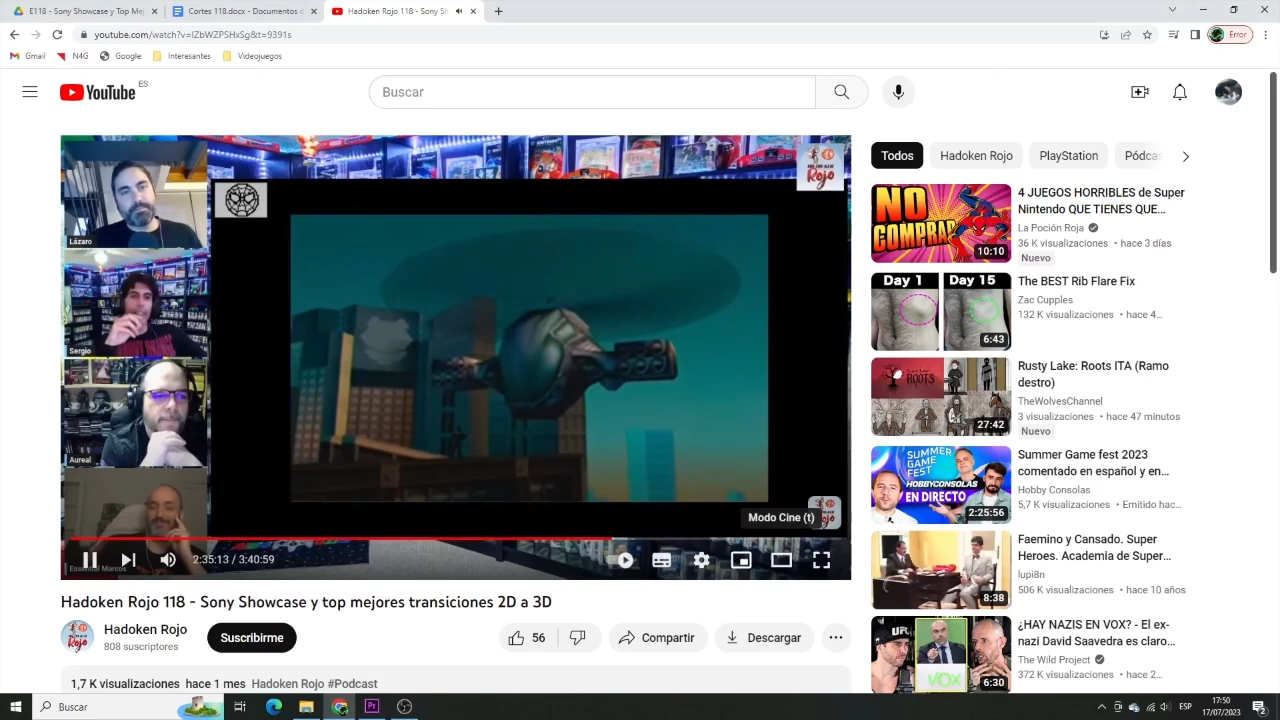 E118 - Sony Showcase y Top Mej
Cortes 118.docx - Documentos d
Hadoken Rojo 118 - Sony Sh
youtube.com/watch?v=lZbWZPSHxSg&t=9391s
Error
Gmail
N4G
Google
Interesantes
Videojuegos
YouTube
ES
Buscar
Todos
Hadoken Rojo
PlayStation
Pódcas
Lázaro
Sergio
Aureal
Essential Marcos
Rojo
Modo Cine (t)
2:35:13 / 3:40:59
Hadoken Rojo 118 - Sony Showcase y top mejores transiciones 2D a 3D
Hadoken Rojo
808 suscriptores
Suscribirme
56
Compartir
Descargar
1,7 K visualizaciones hace 1 mes Hadoken Rojo #Podcast
NO
COMPRAR
10:10
4 JUEGOS HORRIBLES de Super
Nintendo QUE TIENES QUE…
La Poción Roja
36 K visualizaciones • hace 3 días
Nuevo
Day 1
Day 15
6:43
The BEST Rib Flare Fix
Zac Cupples
132 K visualizaciones • hace 4…
ROOTS
27:42
Rusty Lake: Roots ITA (Ramo
destro)
TheWolvesChannel
3 visualizaciones • hace 47 minutos
Nuevo
SUMMER
GAME
FEST
HOBBYCONSOLAS
EN DIRECTO
2:25:56
Summer Game fest 2023
comentado en español y en…
Hobby Consolas
5,7 K visualizaciones • Emitido hac…
8:38
Faemino y Cansado. Super
Heroes. Academia de Super…
lupi8n
506 K visualizaciones • hace 10 años
VOX
6:30
¿HAY NAZIS EN VOX? - El ex-
nazi David Saavedra es claro…
The Wild Project
372 K visualizaciones • hace 2…
Buscar
ESP
17:50
17/07/2023
2